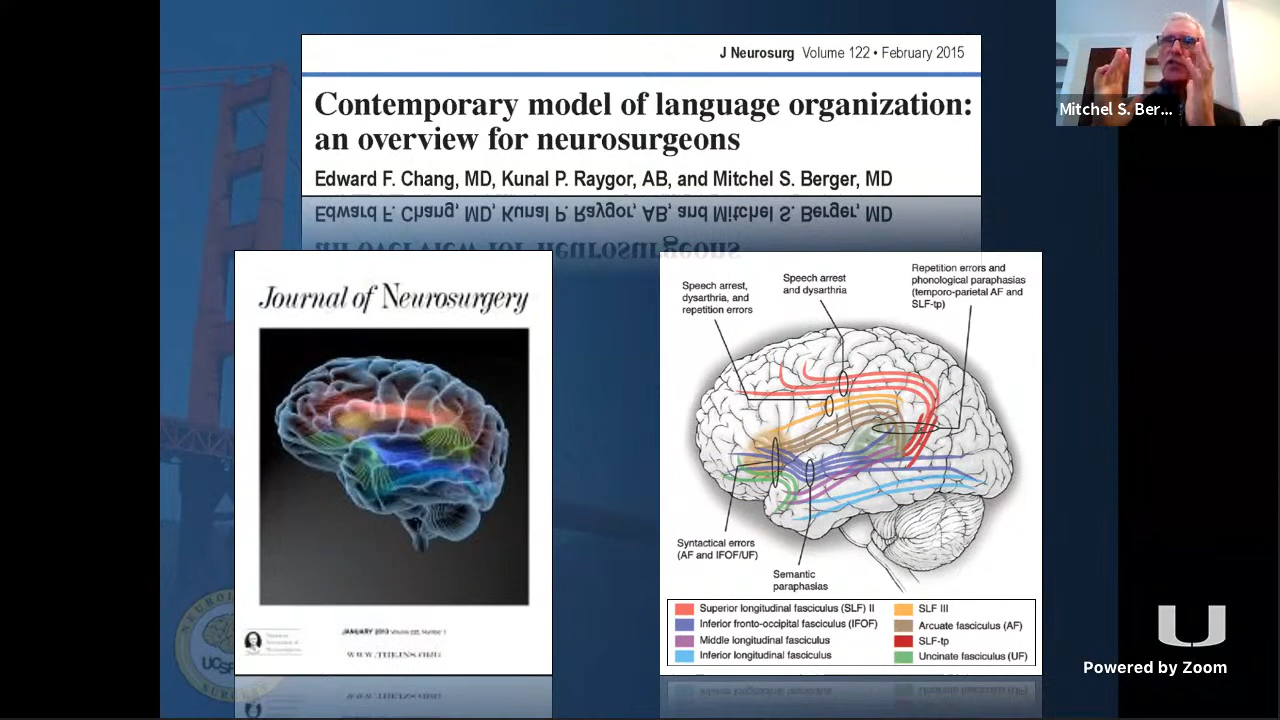 J Neurosurg Volume 122 • February 2015
Contemporary model of language organization:
an overview for neurosurgeons
Edward F. Chang, MD, Kunal P. Raygor, AB, and Mitchel S. Berger, MD
Mitchel S. Ber...
Journal of Neurosurgery
JANUARY
WWW.THEJNS.ORG
Speech arrest,
dysarthria, and
repetition errors
Speech arrest
and dysarthria
Repetition errors and
phonological paraphasias
(temporo-parietal AF and
SLF-tp)
Syntactical errors
(AF and IFOF/UF)
Semantic
paraphasias
Superior longitudinal fasciculus (SLF) II
Inferior fronto-occipital fasciculus (IFOF)
Middle longitudinal fasciculus
Inferior longitudinal fasciculus
SLF III
Arcuate fasciculus (AF)
SLF-tp
Uncinate fasciculus (UF)
UCSF
U
Powered by Zoom